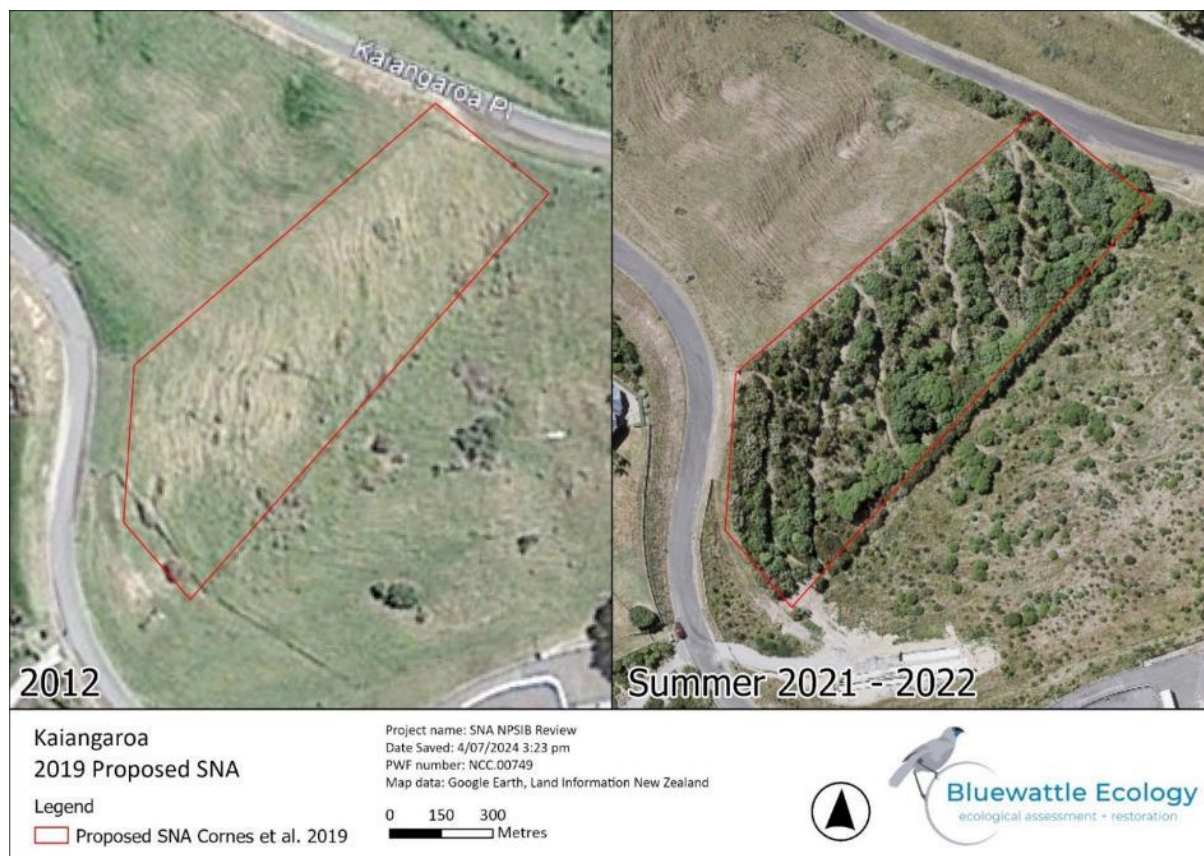 Kaiangaroa Pl
2012
Summer 2021 - 2022
Kaiangaroa
2019 Proposed SNA
Legend
Proposed SNA Cornes et al. 2019
Project name: SNA NPSIB Review
Date Saved: 4/07/2024 3:23 pm
PWF number: NCC.00749
Map data: Google Earth, Land Information New Zealand
0 150 300
Metres
Bluewattle Ecology
ecological assessment + restoration